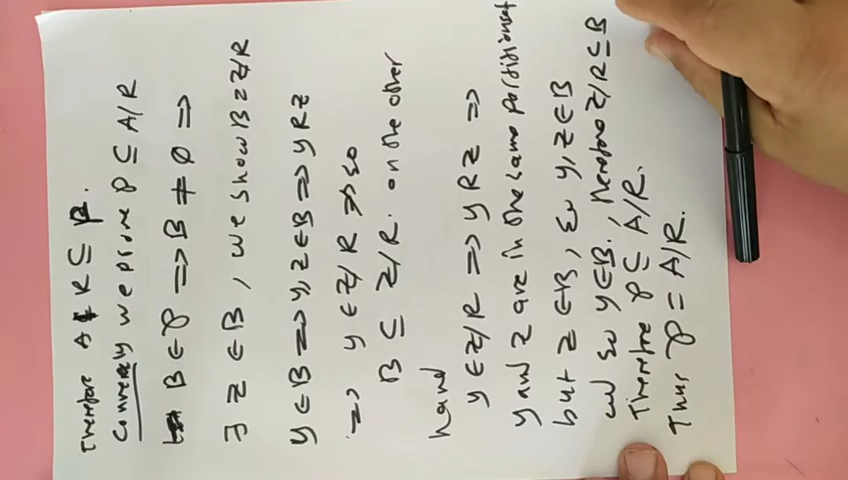 Therefore A/R ⊆ P.
Conversely we prove P ⊆ A/R
B ∈ P ⇒ B ≠ ∅ ⇒
∃ z ∈ B, we show B = z/R
y ∈ B ⇒ y, z ∈ B ⇒ y R z
⇒ y ∈ z/R ⇒ so
B ⊆ z/R. on the other
hand
y ∈ z/R ⇒ y R z ⇒
y and z are in the same partition set
but z ∈ B, so y, z ∈ B
and so y ∈ B., therefore z/R ⊆ B
Therefore P ⊆ A/R.
Thus P = A/R.